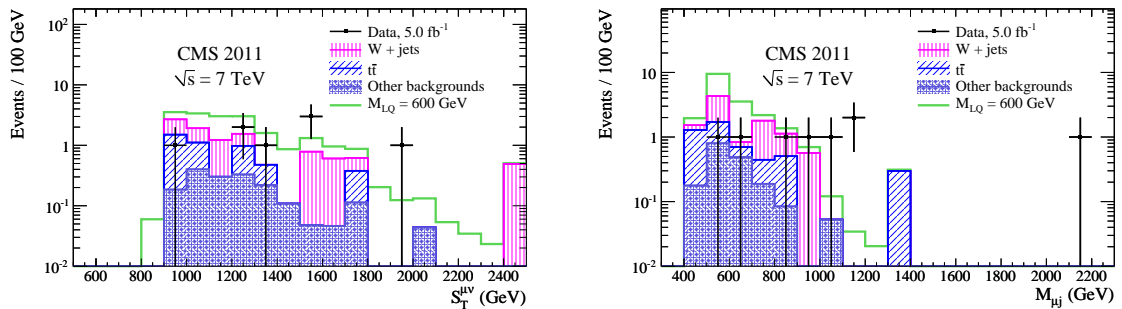 Events / 100 GeV
10²
10
1
10⁻¹
10⁻²
CMS 2011
√s = 7 TeV
Data, 5.0 fb⁻¹
W + jets
tt̄
Other backgrounds
M_LQ = 600 GeV
600 800 1000 1200 1400 1600 1800 2000 2200 2400
S_T^μν (GeV)
Events / 100 GeV
10
1
10⁻¹
10⁻²
CMS 2011
√s = 7 TeV
Data, 5.0 fb⁻¹
W + jets
tt̄
Other backgrounds
M_LQ = 600 GeV
400 600 800 1000 1200 1400 1600 1800 2000 2200
M_μj (GeV)